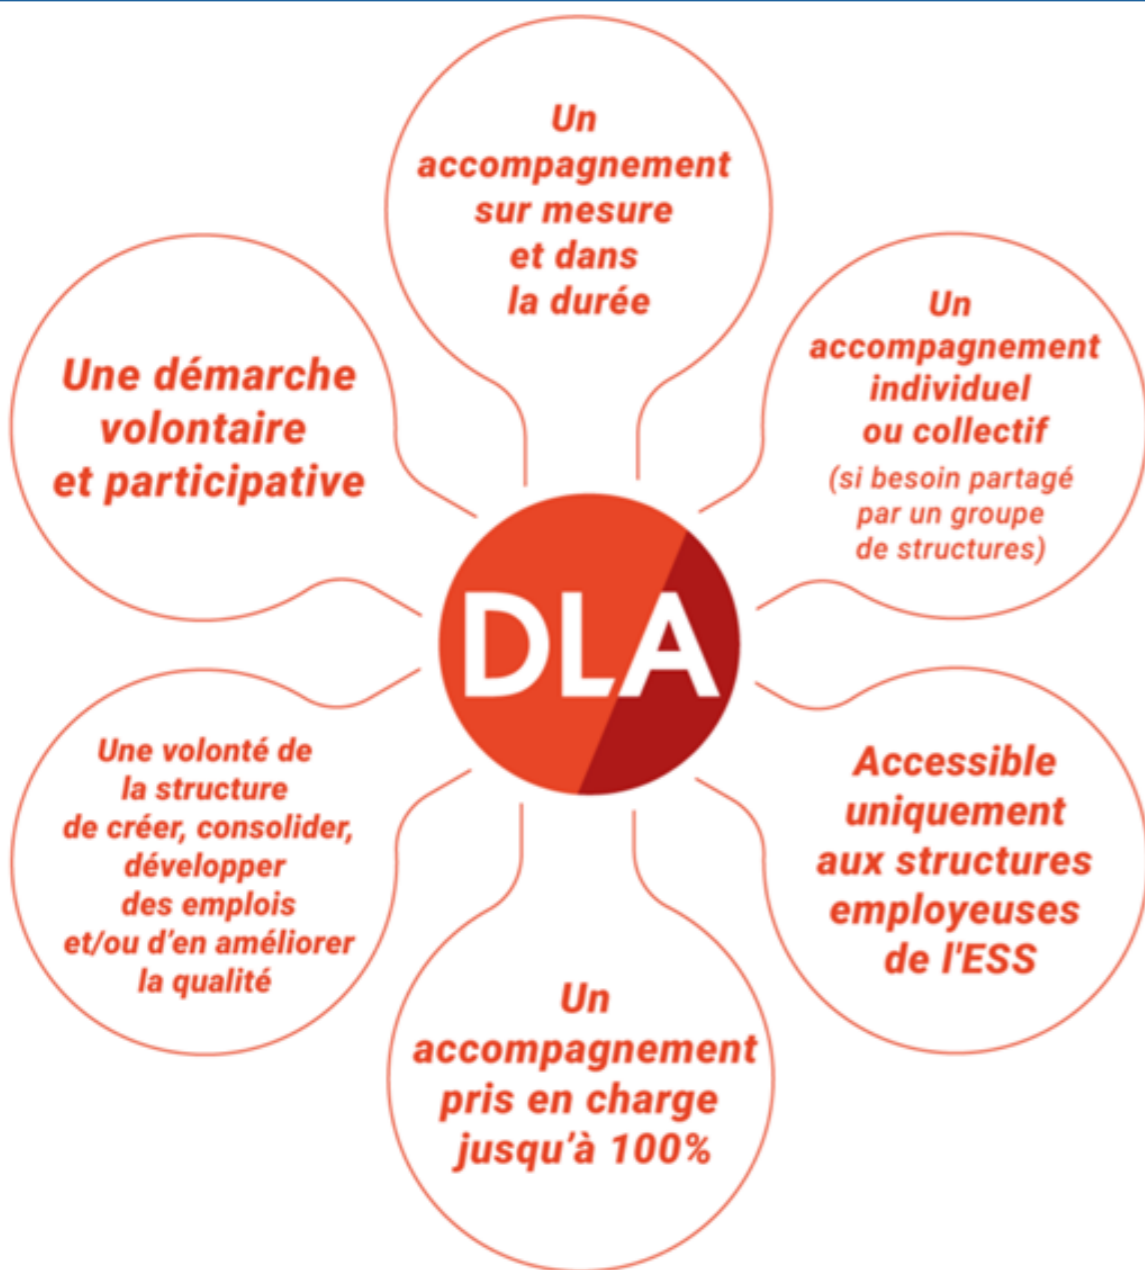 Un
accompagnement
sur mesure
et dans
la durée
Un
accompagnement
individuel
ou collectif
(si besoin partagé
par un groupe
de structures)
Accessible
uniquement
aux structures
employeuses
de l'ESS
Un
accompagnement
pris en charge
jusqu’à 100%
Une volonté de
la structure
de créer, consolider,
développer
des emplois
et/ou d’en améliorer
la qualité
Une démarche
volontaire
et participative
DLA